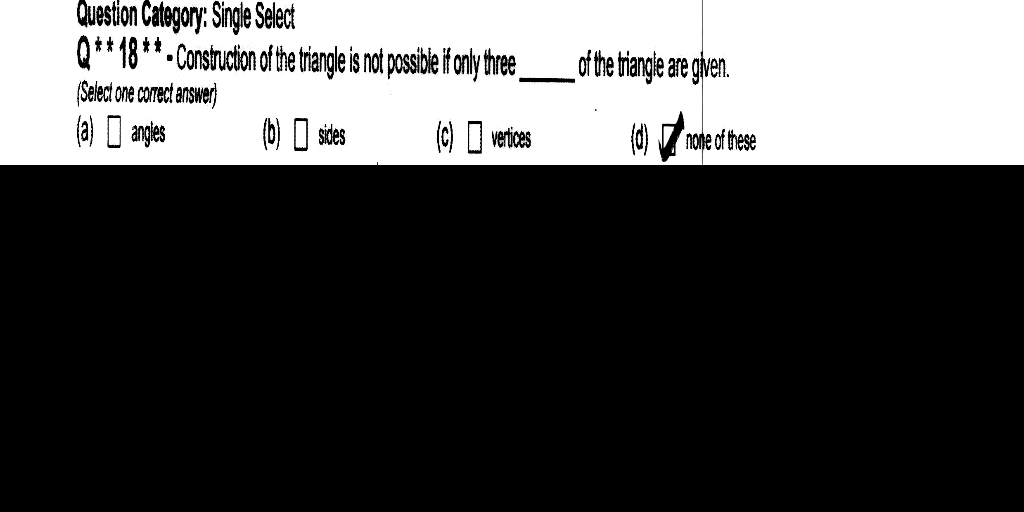 Question Category: Single Select
Q**18** - Construction of the triangle is not possible if only three _____ of the triangle are given.
(Select one correct answer)
(a) ☐ angles (b) ☐ sides (c) ☐ vertices (d) ☑ none of these